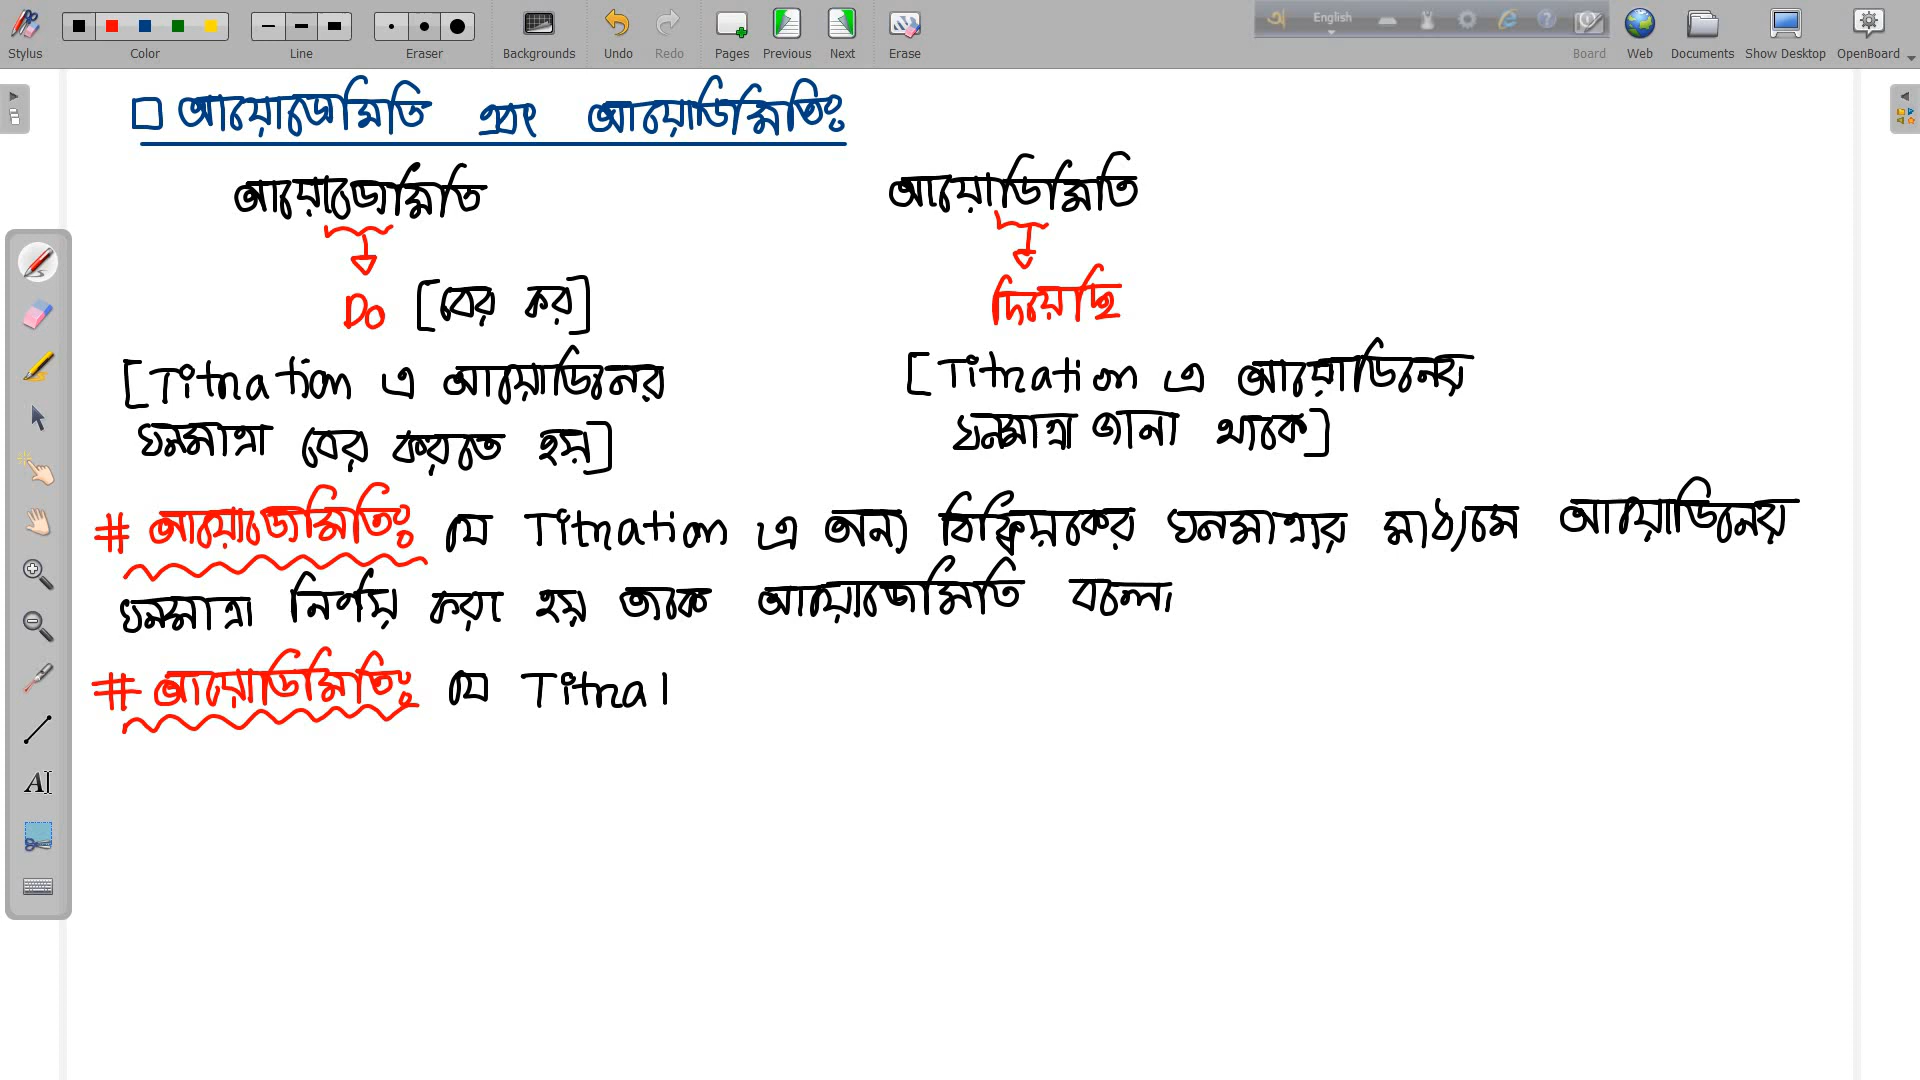 Stylus Color Line Eraser Backgrounds Undo Redo Pages Previous Next Erase English Board Web Documents Show Desktop OpenBoard
□ আয়োডোমিতি এবং আয়োডিমিতিঃ
আয়োডোমিতি আয়োডিমিতি
Do [বের কর] দিয়েছি
[Titration এ আয়োডিনের [Titration এ আয়োডিনের
ঘনমাত্রা বের করতে হয়] ঘনমাত্রা জানা থাকে]
# আয়োডোমিতিঃ যে Titration এ অন্য বিক্রিয়কের ঘনমাত্রার মাধ্যমে আয়োডিনের
ঘনমাত্রা নির্ণয় করা হয় তাকে আয়োডোমিতি বলে।
# আয়োডিমিতিঃ যে Titral
AI